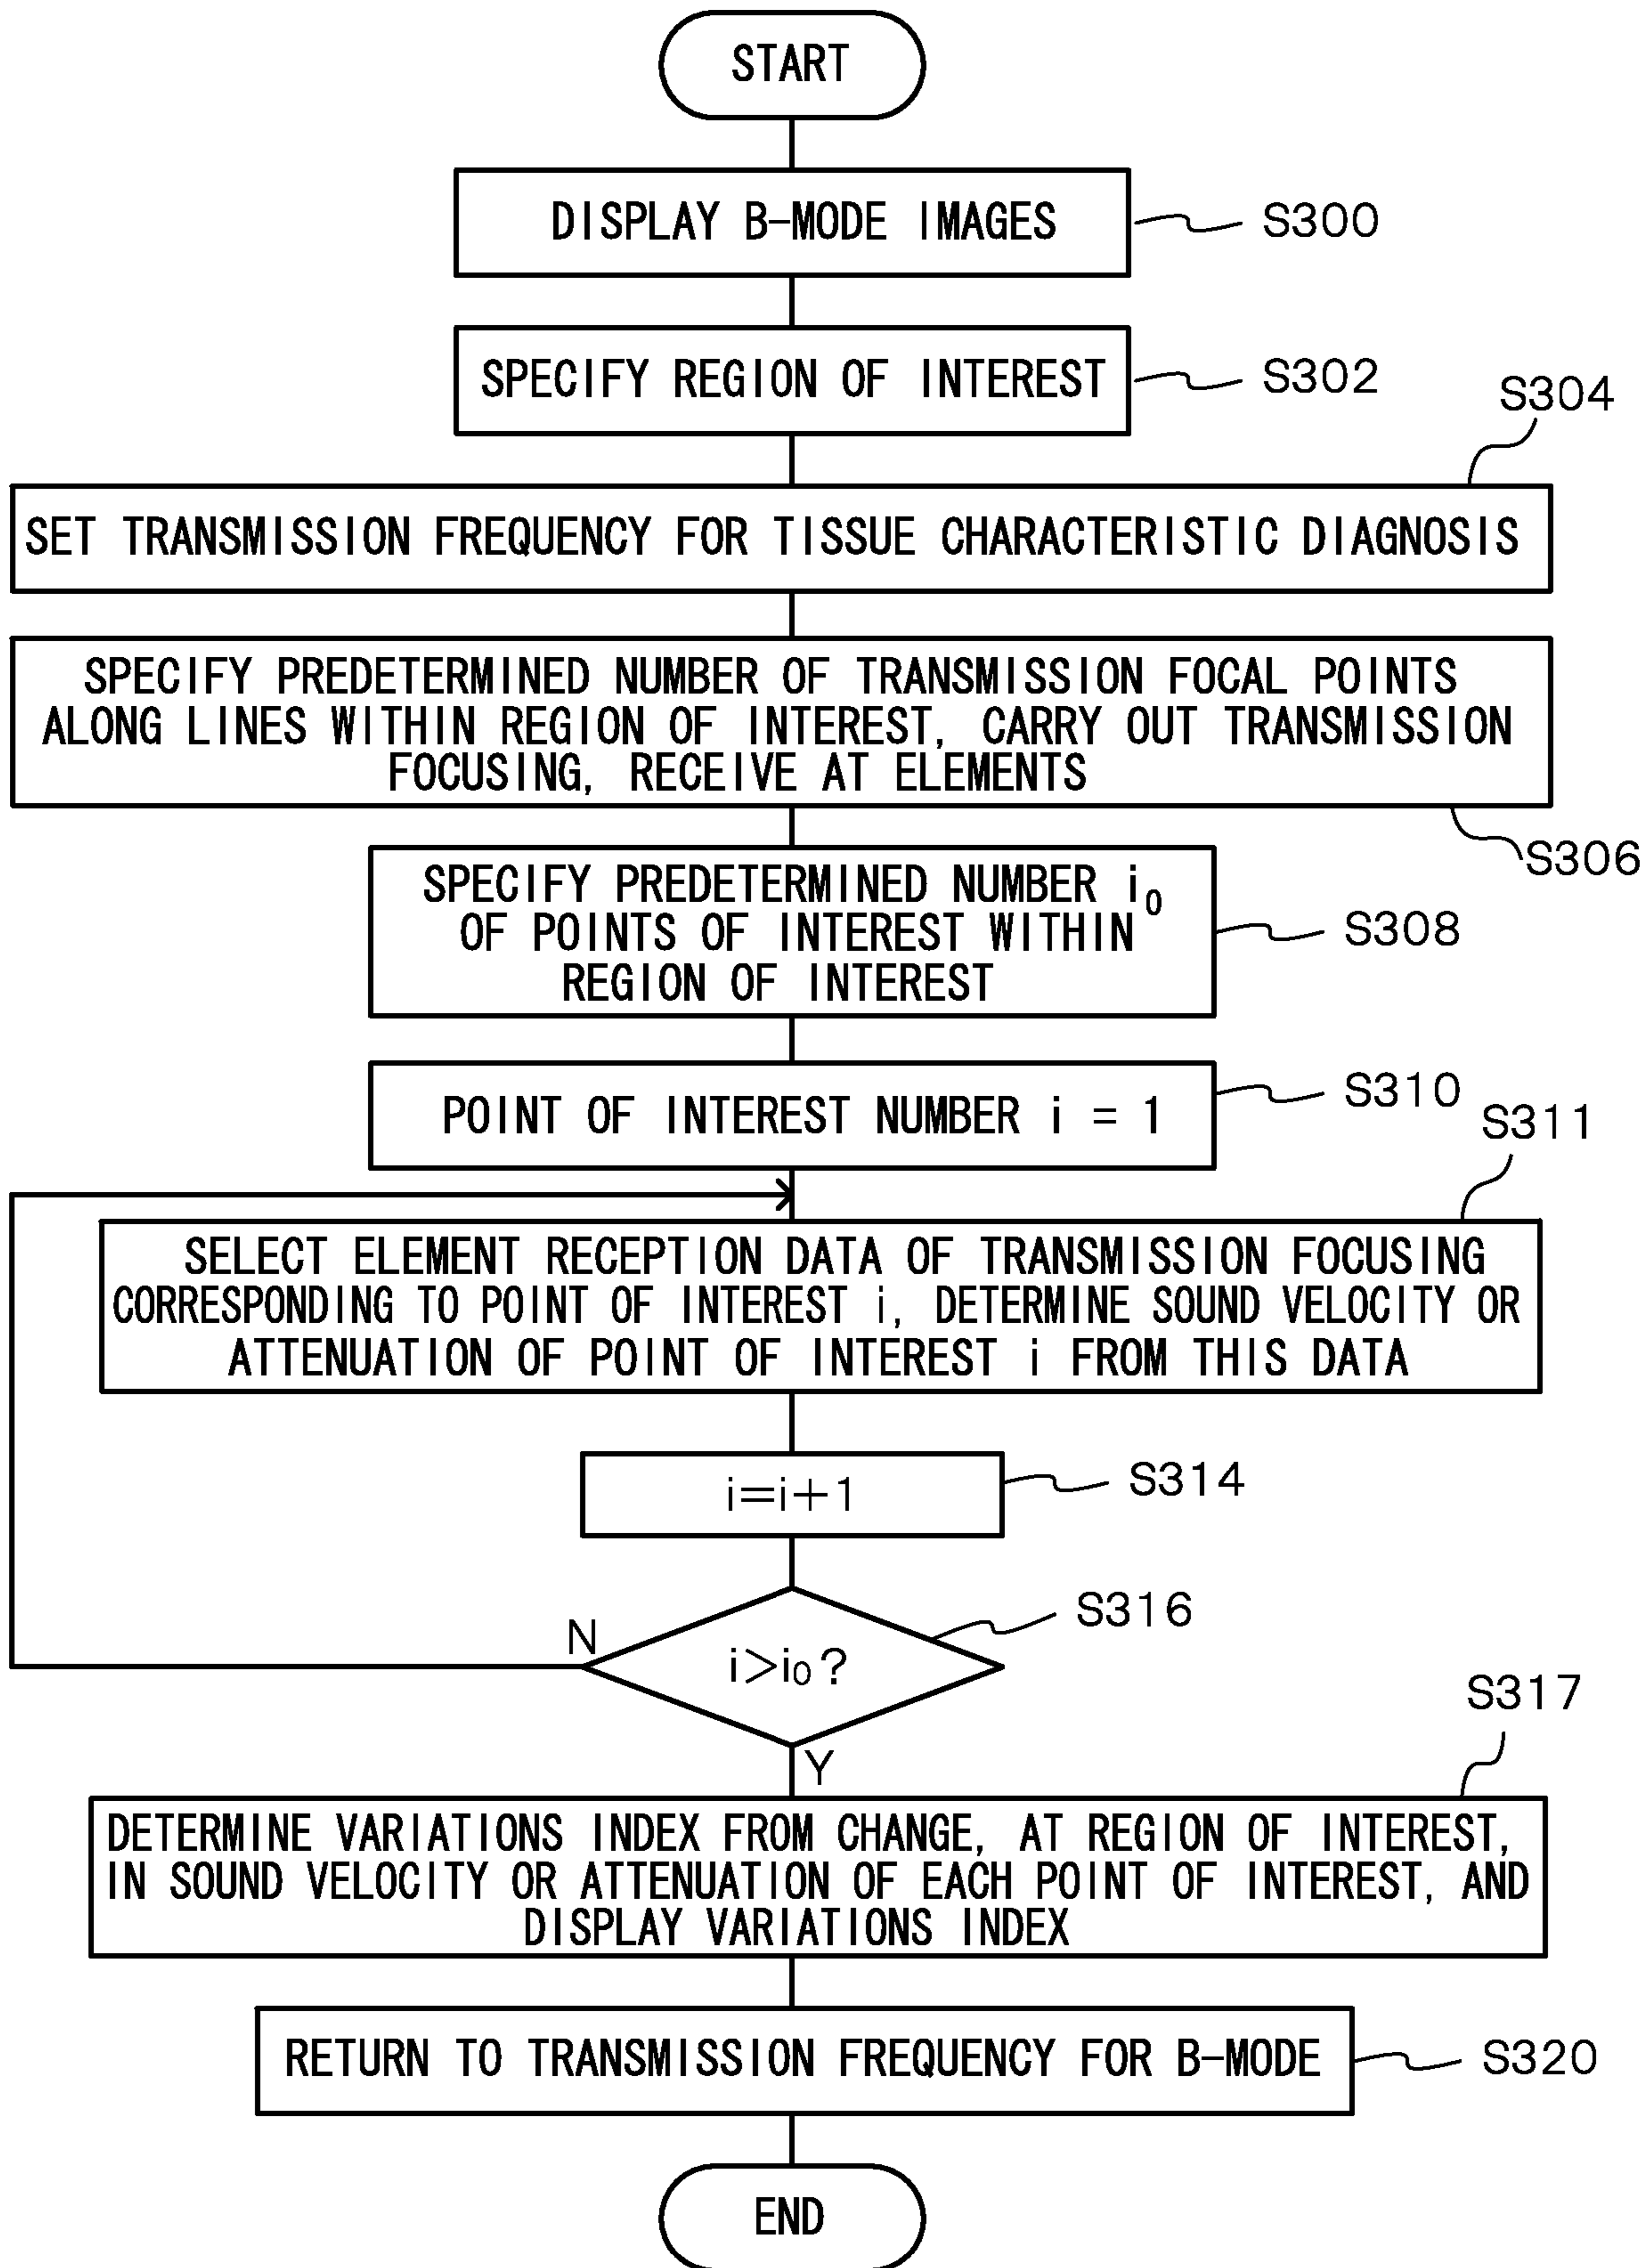 START
DISPLAY B-MODE IMAGES
S300
SPECIFY REGION OF INTEREST
S302
S304
SET TRANSMISSION FREQUENCY FOR TISSUE CHARACTERISTIC DIAGNOSIS
SPECIFY PREDETERMINED NUMBER OF TRANSMISSION FOCAL POINTS
ALONG LINES WITHIN REGION OF INTEREST, CARRY OUT TRANSMISSION
FOCUSING, RECEIVE AT ELEMENTS
S306
SPECIFY PREDETERMINED NUMBER i₀
OF POINTS OF INTEREST WITHIN
REGION OF INTEREST
S308
POINT OF INTEREST NUMBER i = 1
S310
S311
SELECT ELEMENT RECEPTION DATA OF TRANSMISSION FOCUSING
CORRESPONDING TO POINT OF INTEREST i, DETERMINE SOUND VELOCITY OR
ATTENUATION OF POINT OF INTEREST i FROM THIS DATA
i=i+1
S314
S316
N
i>i₀?
Y
S317
DETERMINE VARIATIONS INDEX FROM CHANGE, AT REGION OF INTEREST,
IN SOUND VELOCITY OR ATTENUATION OF EACH POINT OF INTEREST, AND
DISPLAY VARIATIONS INDEX
RETURN TO TRANSMISSION FREQUENCY FOR B-MODE
S320
END